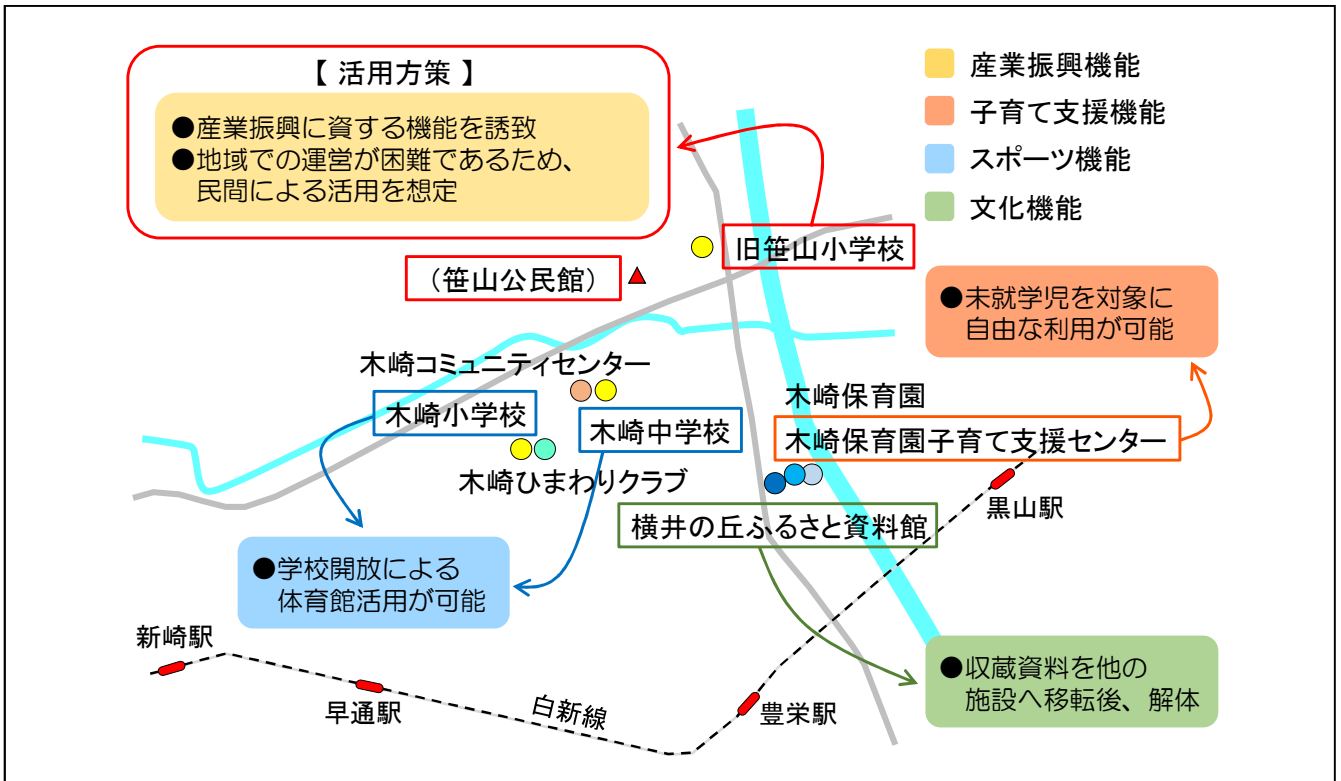 【 活用方策 】
●産業振興に資する機能を誘致
●地域での運営が困難であるため、
民間による活用を想定
産業振興機能
子育て支援機能
スポーツ機能
文化機能
旧笹山小学校
（笹山公民館）
●未就学児を対象に
自由な利用が可能
木崎コミュニティセンター
木崎小学校
木崎中学校
木崎保育園
木崎保育園子育て支援センター
木崎ひまわりクラブ
横井の丘ふるさと資料館
黒山駅
●学校開放による
体育館活用が可能
新崎駅
早通駅
白新線
豊栄駅
●収蔵資料を他の
施設へ移転後、解体